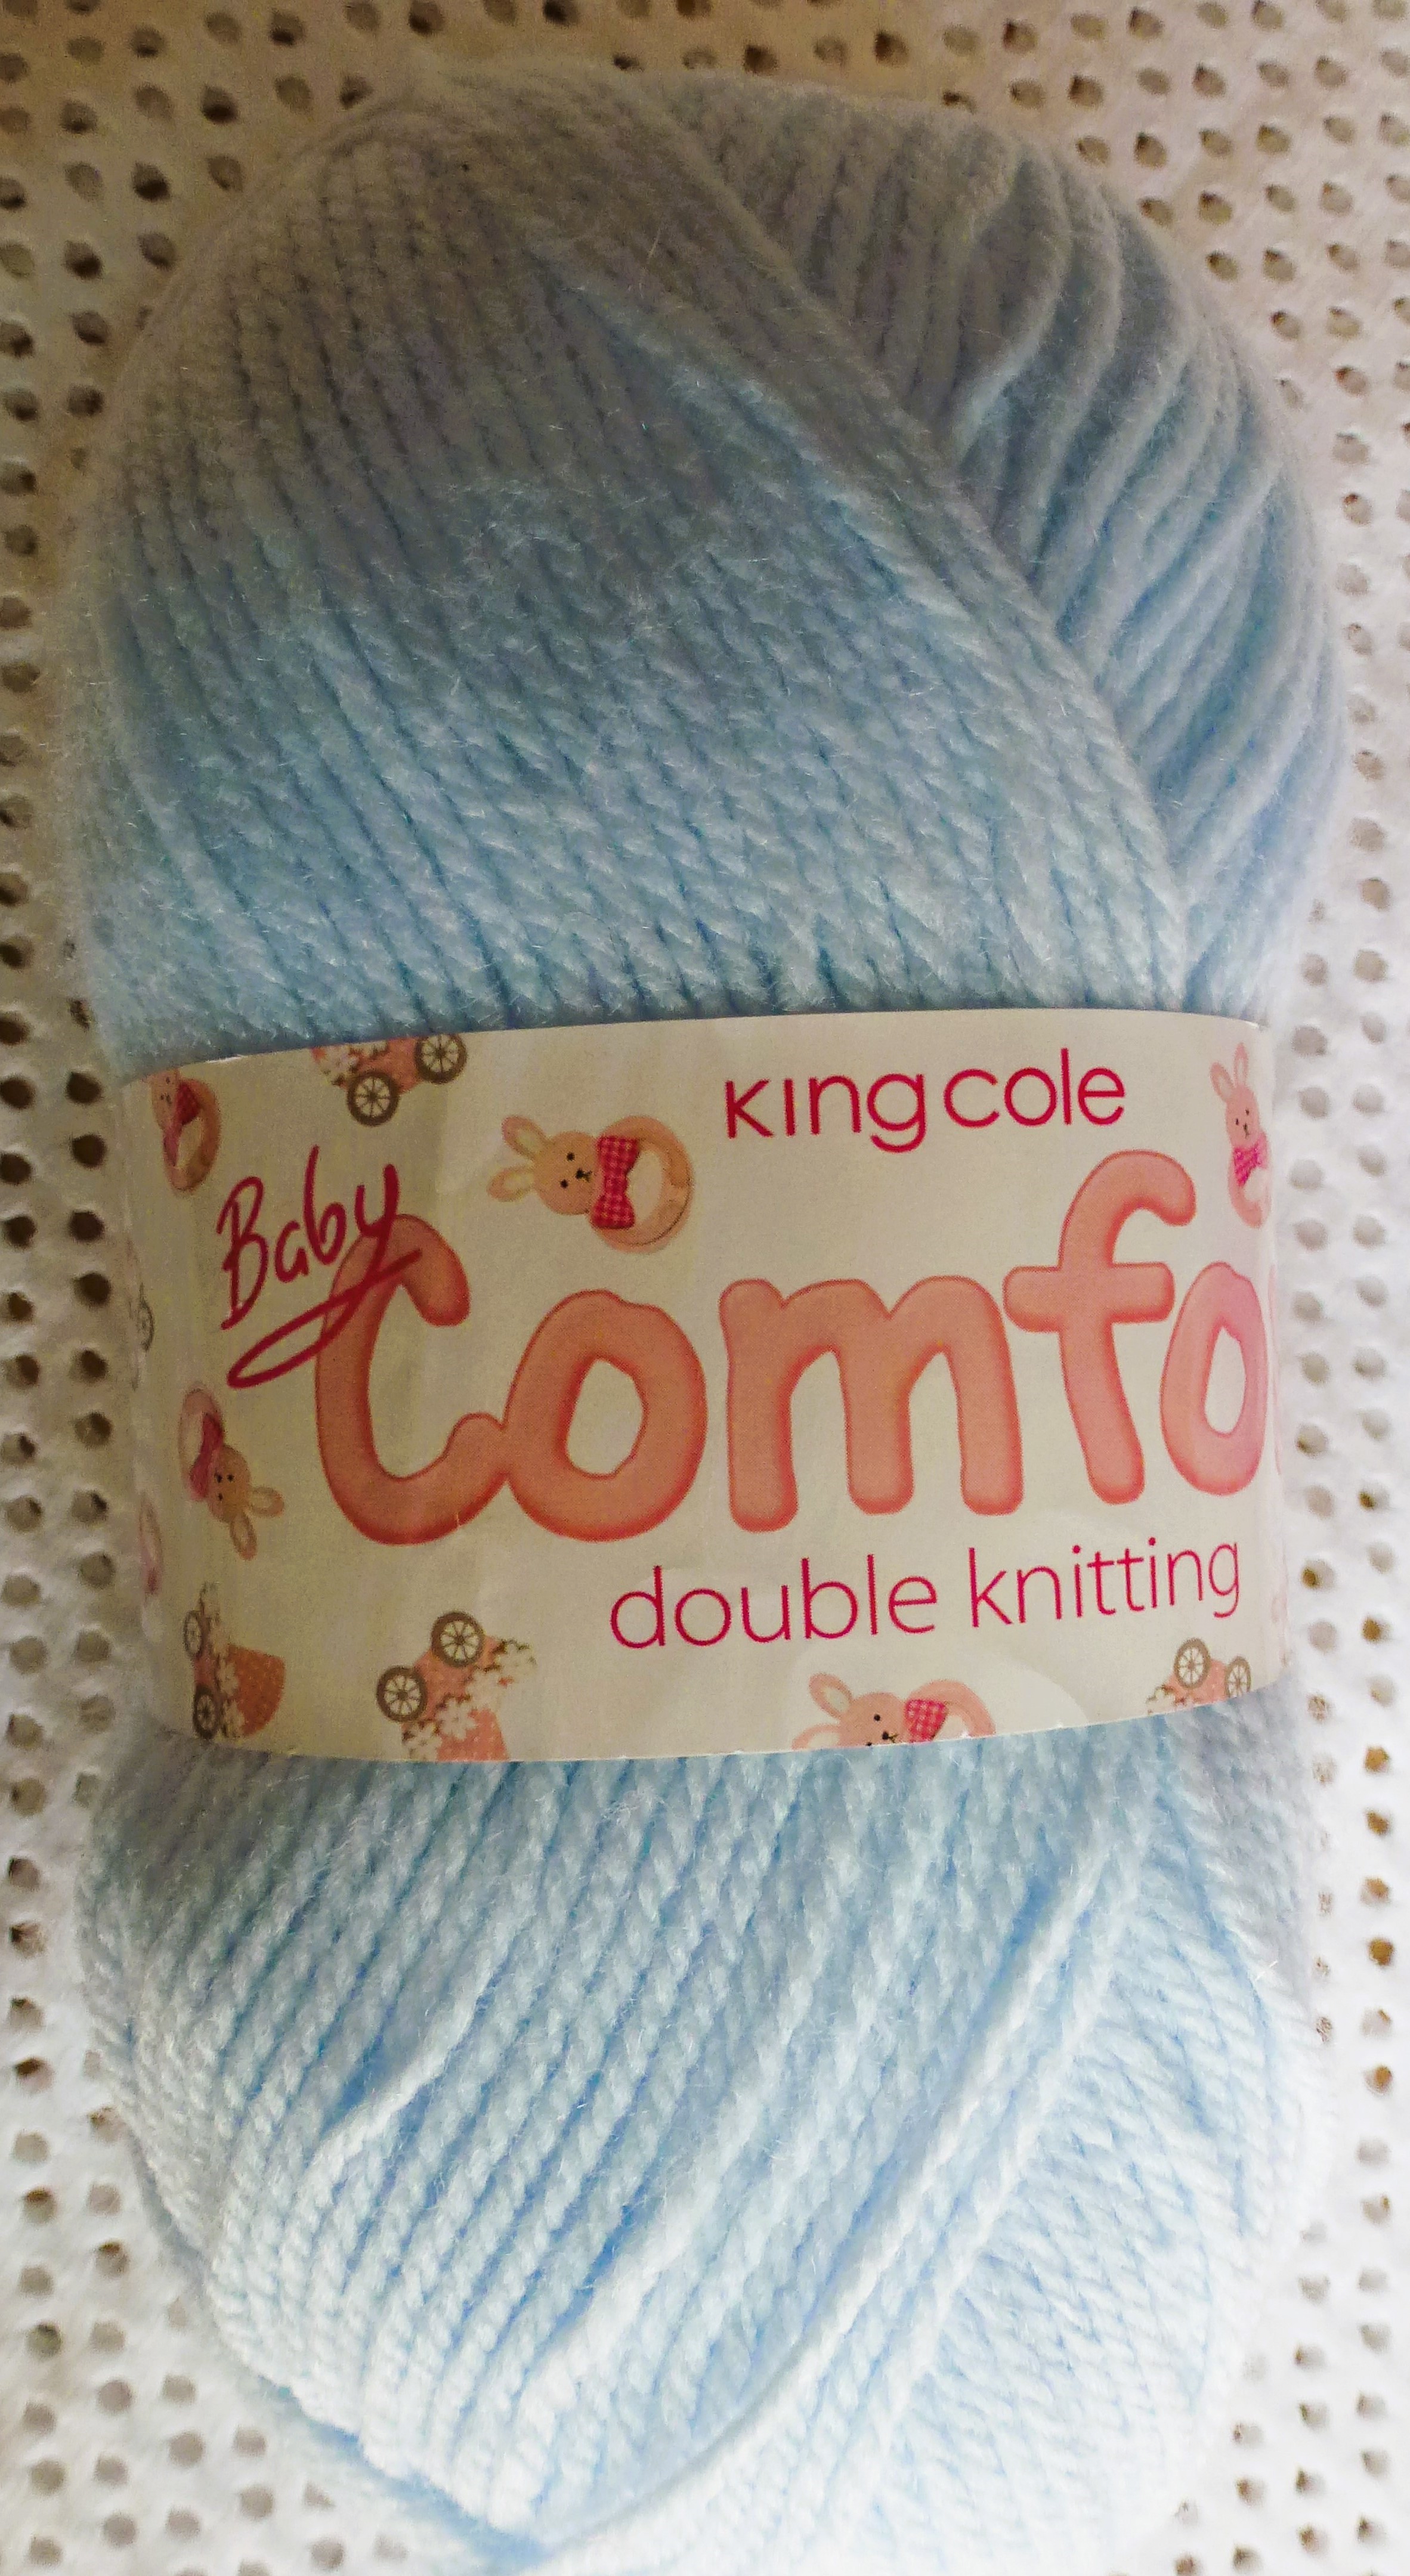 King cole
Baby
Comfo
double knitting